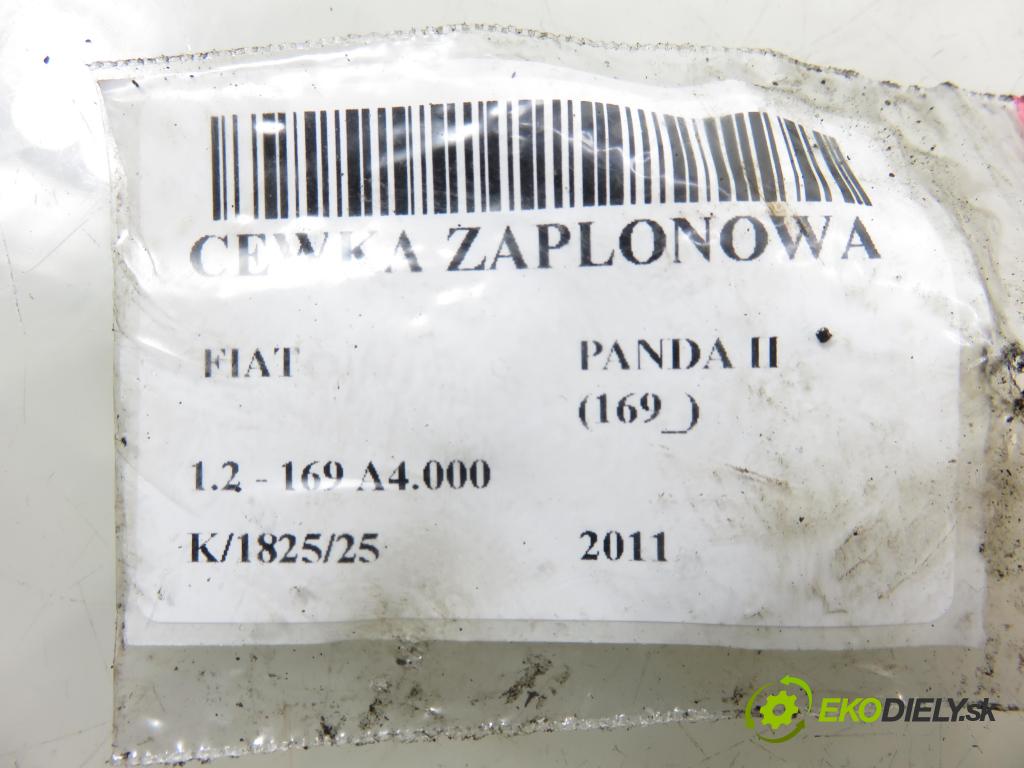 CEWKA ZAPLONOWA
FIAT PANDA II
(169_)
1.2 - 169 A4.000
K/1825/25 2011
EKODIELY.sk